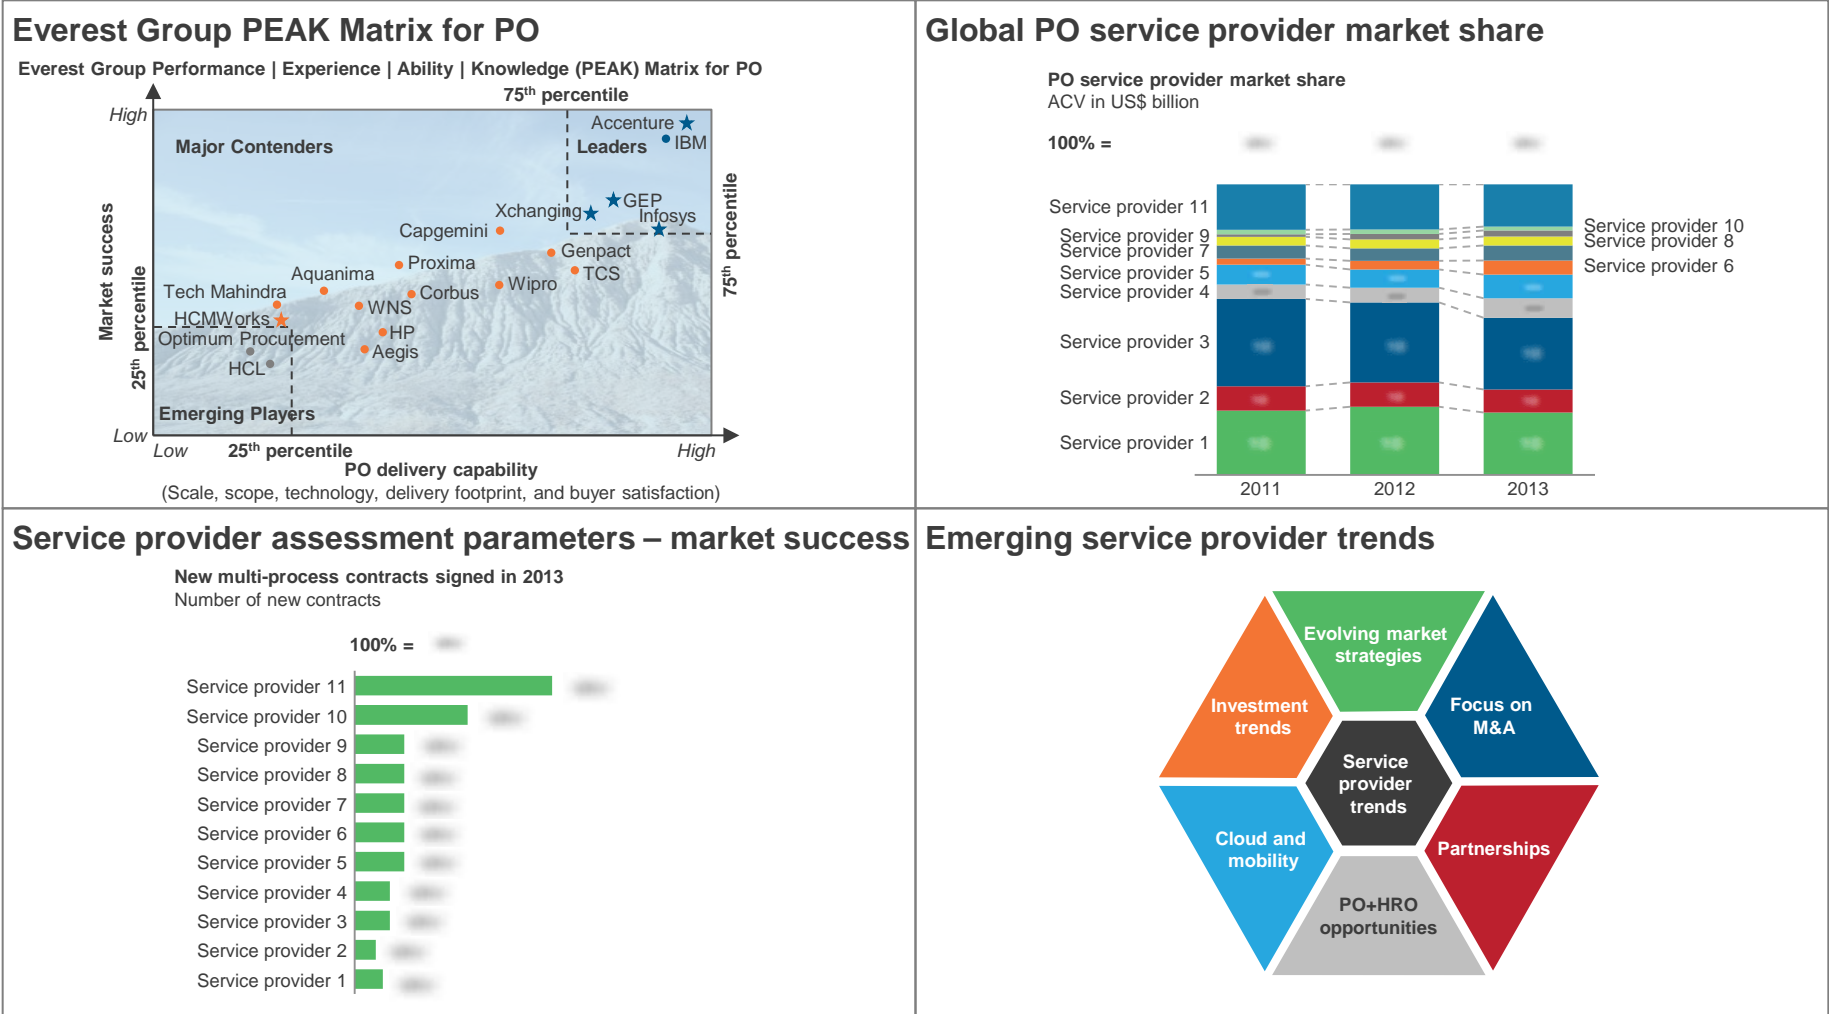 Everest Group PEAK Matrix for PO
Everest Group Performance | Experience | Ability | Knowledge (PEAK) Matrix for PO
75th percentile
High
Accenture
IBM
Major Contenders
Leaders
GEP
Xchanging
Infosys
Capgemini
Genpact
Proxima
TCS
Aquanima
Wipro
Corbus
Tech Mahindra
WNS
HCMWorks
HP
Optimum Procurement
Aegis
HCL
Emerging Players
Market success
25th percentile
75th percentile
Low
Low
25th percentile
High
PO delivery capability
(Scale, scope, technology, delivery footprint, and buyer satisfaction)
Global PO service provider market share
PO service provider market share
ACV in US$ billion
100% =
Service provider 11
Service provider 10
Service provider 9
Service provider 8
Service provider 7
Service provider 6
Service provider 5
Service provider 4
Service provider 3
Service provider 2
Service provider 1
2011
2012
2013
Service provider assessment parameters – market success
New multi-process contracts signed in 2013
Number of new contracts
100% =
Service provider 11
Service provider 10
Service provider 9
Service provider 8
Service provider 7
Service provider 6
Service provider 5
Service provider 4
Service provider 3
Service provider 2
Service provider 1
Emerging service provider trends
Evolving market
strategies
Investment
trends
Focus on
M&A
Service
provider
trends
Cloud and
mobility
Partnerships
PO+HRO
opportunities